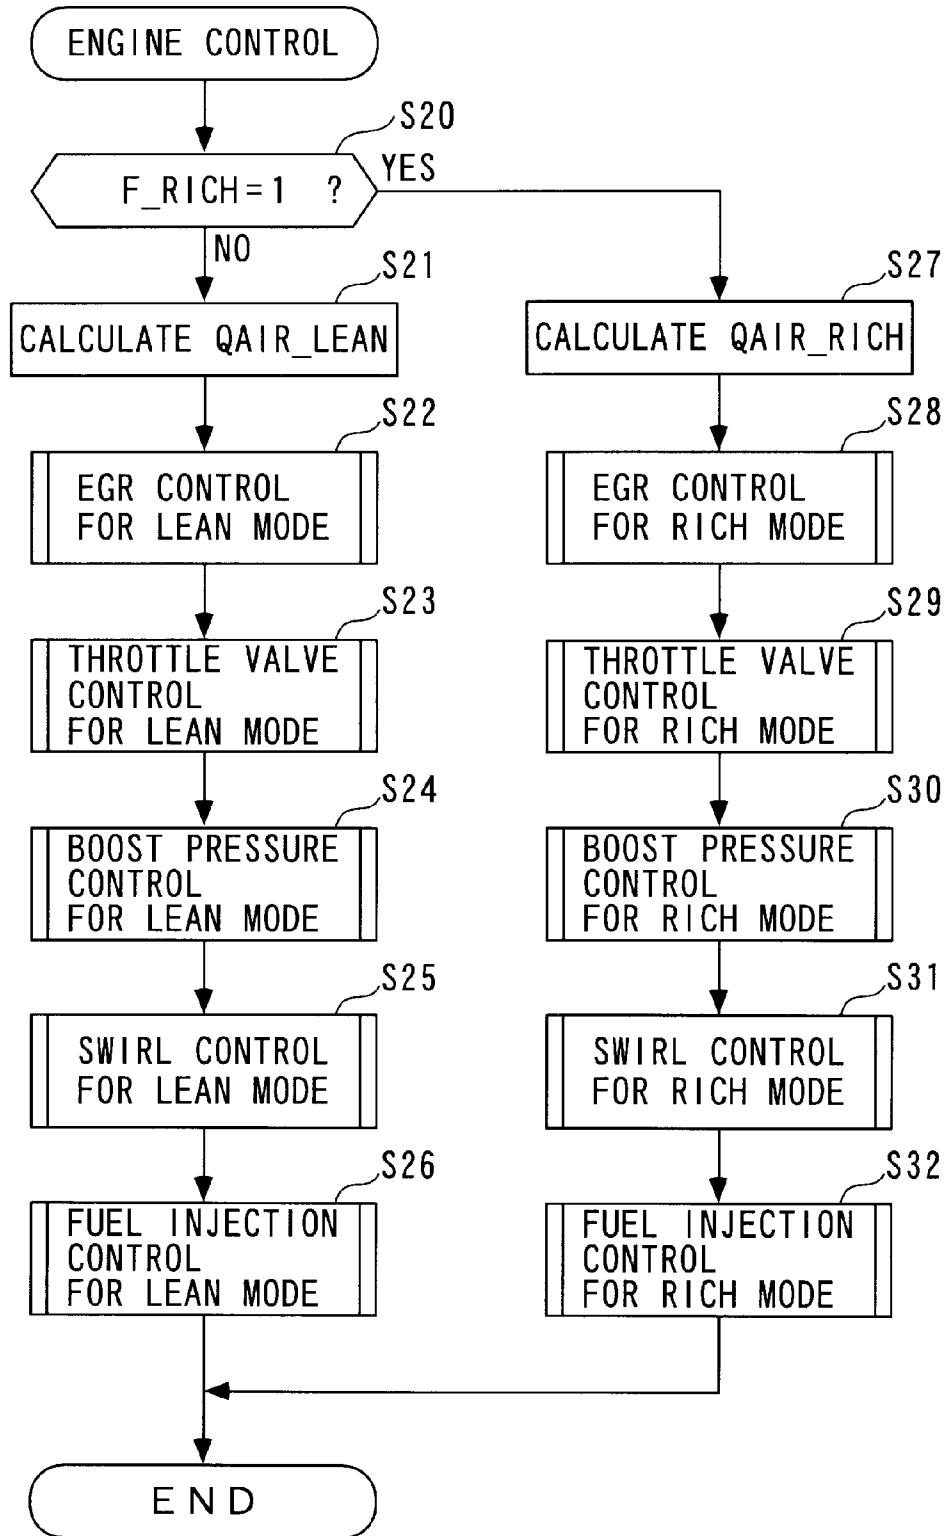 ENGINE CONTROL
S20
F_RICH=1 ?
YES
NO
S21
CALCULATE QAIR_LEAN
S22
EGR CONTROL
FOR LEAN MODE
S23
THROTTLE VALVE
CONTROL
FOR LEAN MODE
S24
BOOST PRESSURE
CONTROL
FOR LEAN MODE
S25
SWIRL CONTROL
FOR LEAN MODE
S26
FUEL INJECTION
CONTROL
FOR LEAN MODE
S27
CALCULATE QAIR_RICH
S28
EGR CONTROL
FOR RICH MODE
S29
THROTTLE VALVE
CONTROL
FOR RICH MODE
S30
BOOST PRESSURE
CONTROL
FOR RICH MODE
S31
SWIRL CONTROL
FOR RICH MODE
S32
FUEL INJECTION
CONTROL
FOR RICH MODE
END